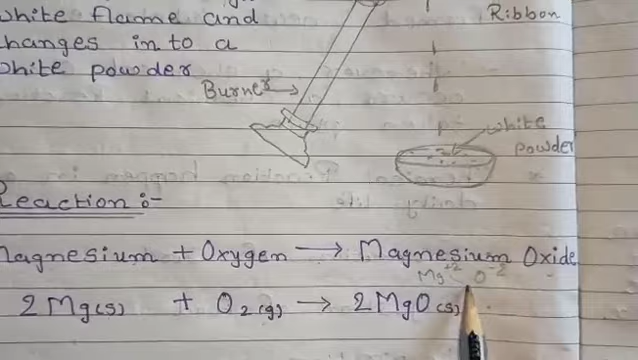 white flame and
changes in to a
white powder
Ribbon
Burner
white
powder
Reaction :-
Magnesium + Oxygen → Magnesium Oxide
Mg+2 O-2
2Mg(s) + O2(g) → 2MgO(s)